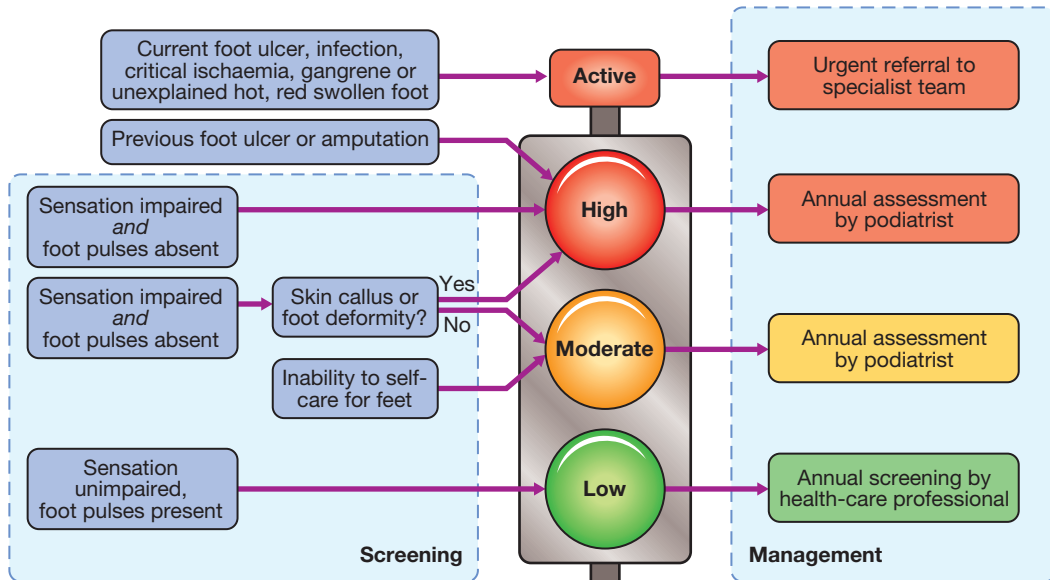 Current foot ulcer, infection,
critical ischaemia, gangrene or
unexplained hot, red swollen foot
Active
Urgent referral to
specialist team
Previous foot ulcer or amputation
Sensation impaired
and
foot pulses absent
High
Annual assessment
by podiatrist
Sensation impaired
and
foot pulses absent
Skin callus or
foot deformity?
Yes
No
Moderate
Annual assessment
by podiatrist
Inability to self-
care for feet
Sensation
unimpaired,
foot pulses present
Low
Annual screening by
health-care professional
Screening
Management